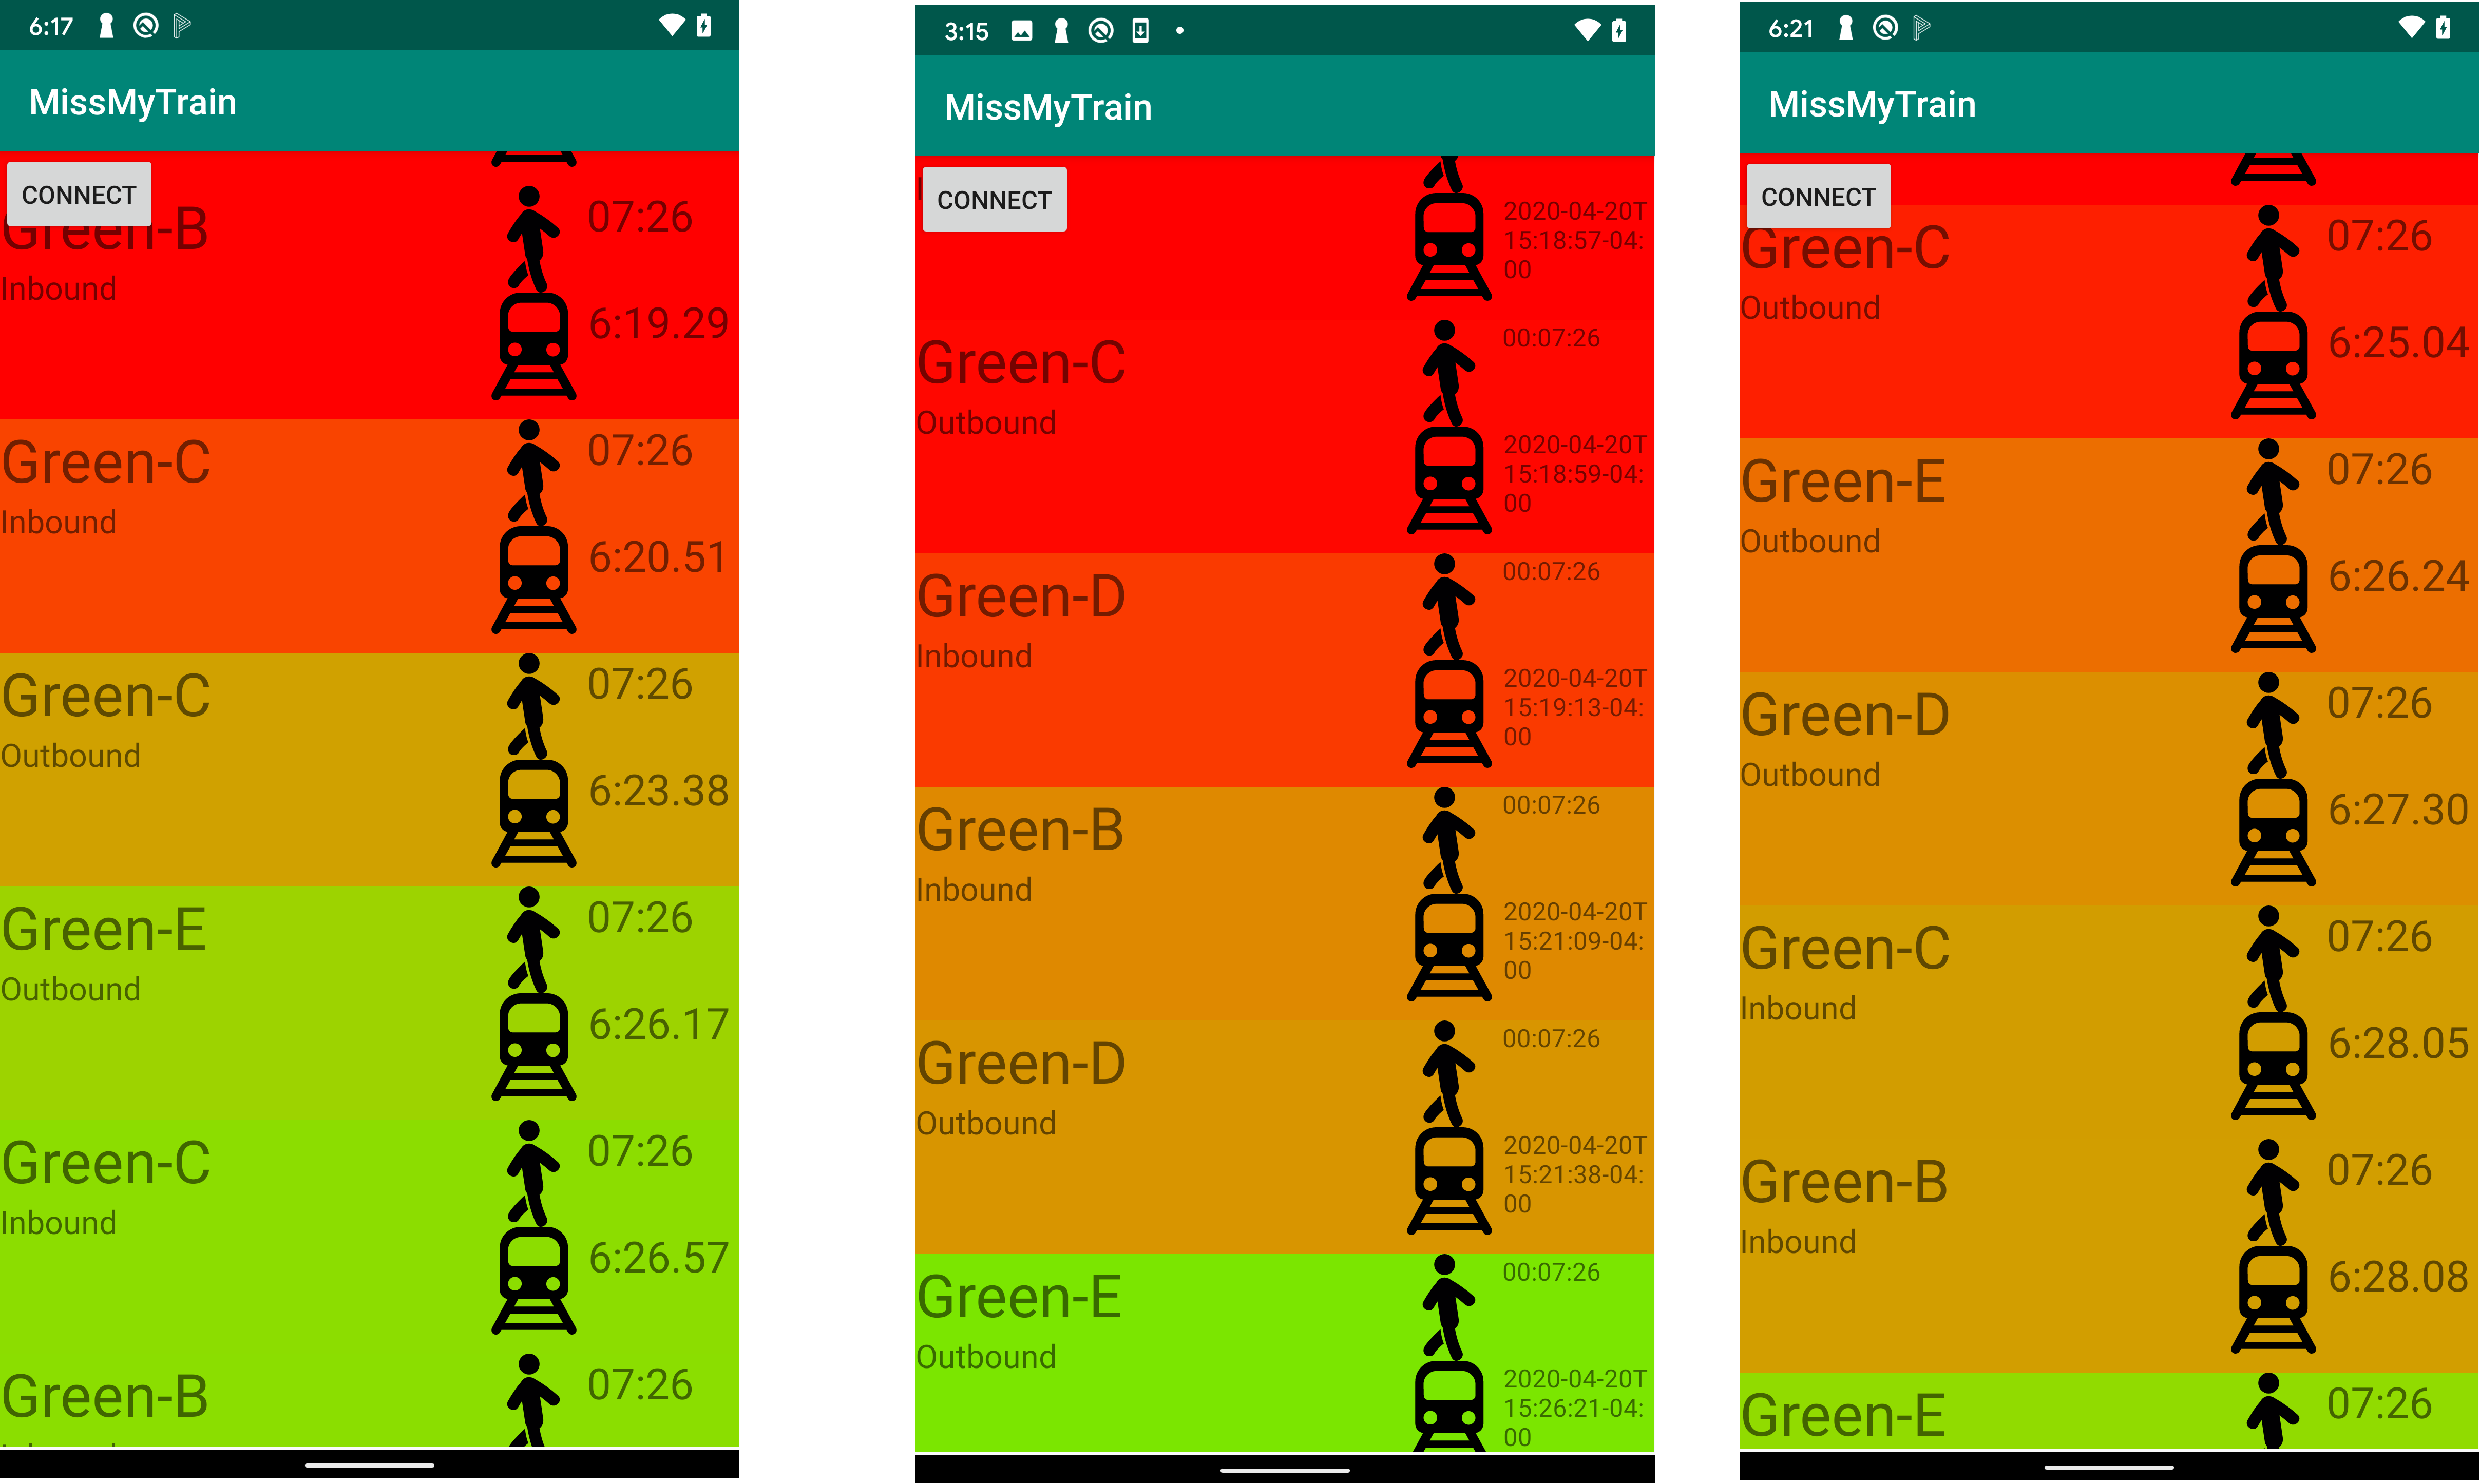 6:17
MissMyTrain
CONNECT
Green-B
07:26
Inbound
6:19.29
Green-C
07:26
Inbound
6:20.51
Green-C
07:26
Outbound
6:23.38
Green-E
07:26
Outbound
6:26.17
Green-C
07:26
Inbound
6:26.57
Green-B
07:26
3:15
MissMyTrain
CONNECT
2020-04-20T
15:18:57-04:
00
Green-C
00:07:26
Outbound
2020-04-20T
15:18:59-04:
00
Green-D
00:07:26
Inbound
2020-04-20T
15:19:13-04:
00
Green-B
00:07:26
Inbound
2020-04-20T
15:21:09-04:
00
Green-D
00:07:26
Outbound
2020-04-20T
15:21:38-04:
00
Green-E
00:07:26
Outbound
2020-04-20T
15:26:21-04:
00
6:21
MissMyTrain
CONNECT
Green-C
07:26
Outbound
6:25.04
Green-E
07:26
Outbound
6:26.24
Green-D
07:26
Outbound
6:27.30
Green-C
07:26
Inbound
6:28.05
Green-B
07:26
Inbound
6:28.08
Green-E
07:26